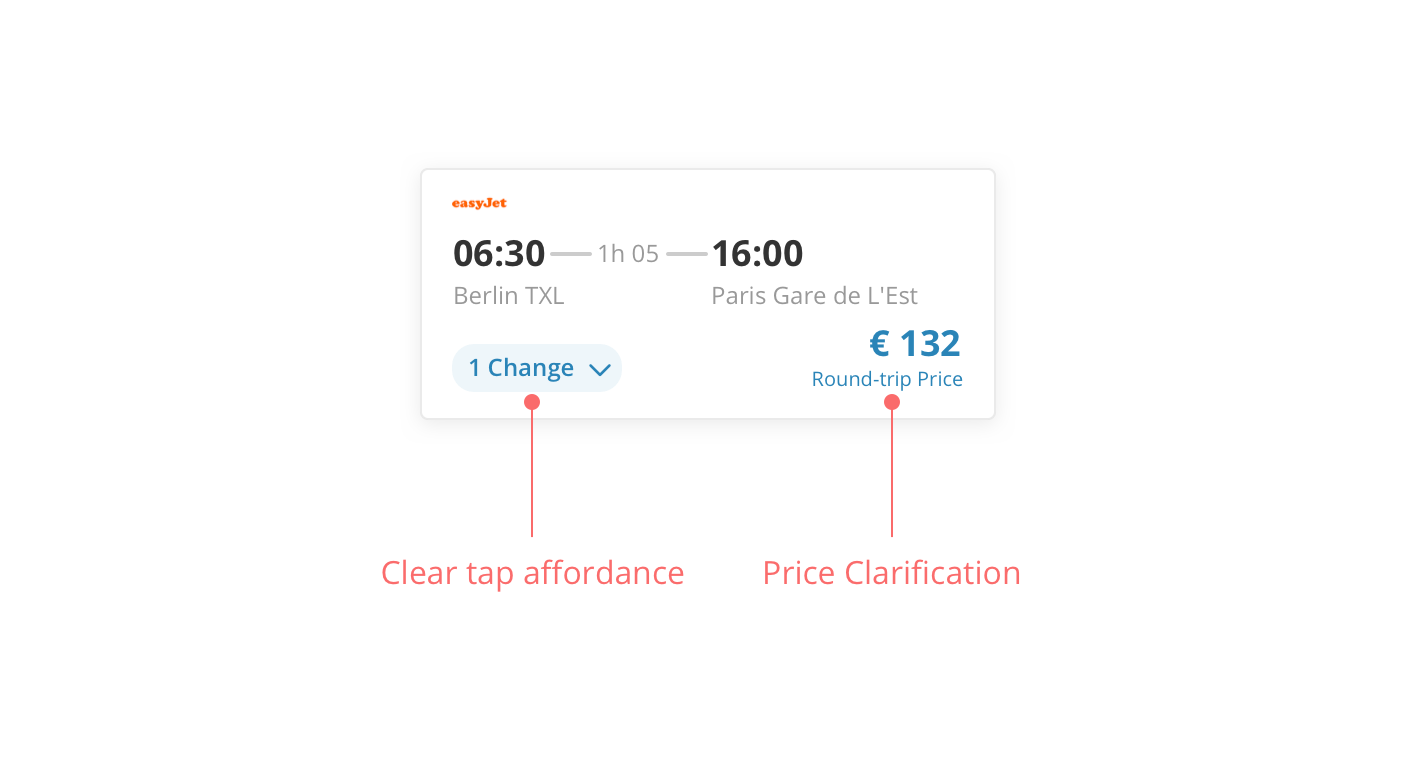 easyJet
06:30 1h 05 16:00
Berlin TXL Paris Gare de L'Est
€ 132
1 Change
Round-trip Price
Clear tap affordance Price Clarification